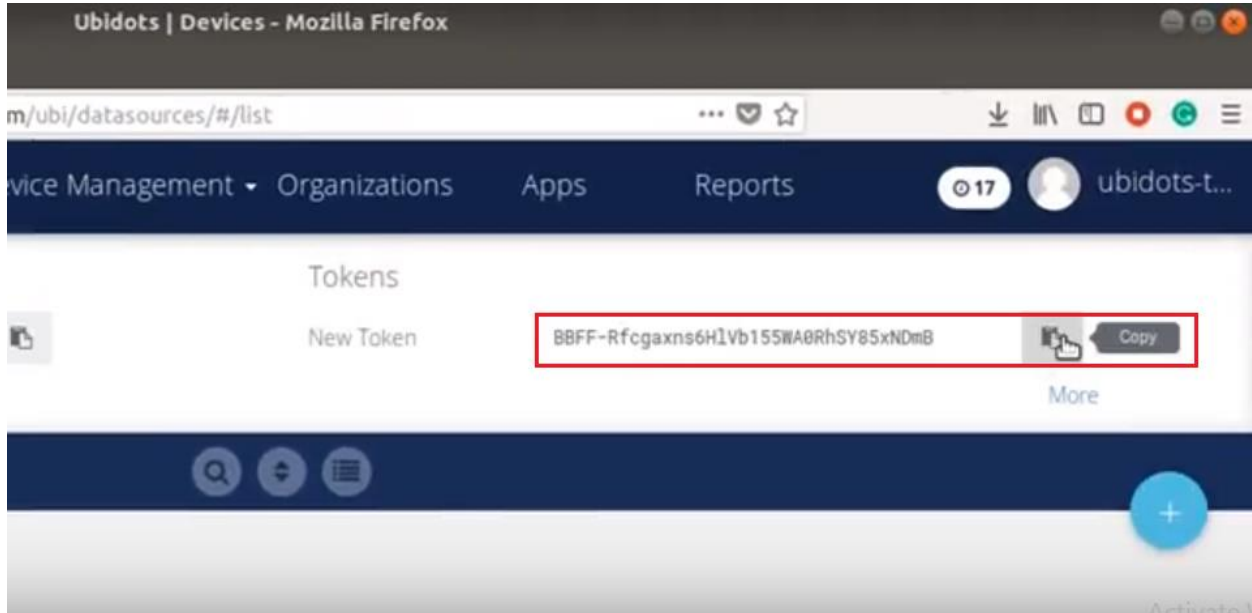 Ubidots | Devices - Mozilla Firefox
m/ubi/datasources/#/list
vice Management Organizations Apps Reports 17 ubidots-t...
Tokens
New Token BBFF-Rfcgaxns6HlVb155WA0RhSY85xNDmB Copy
More
Activate